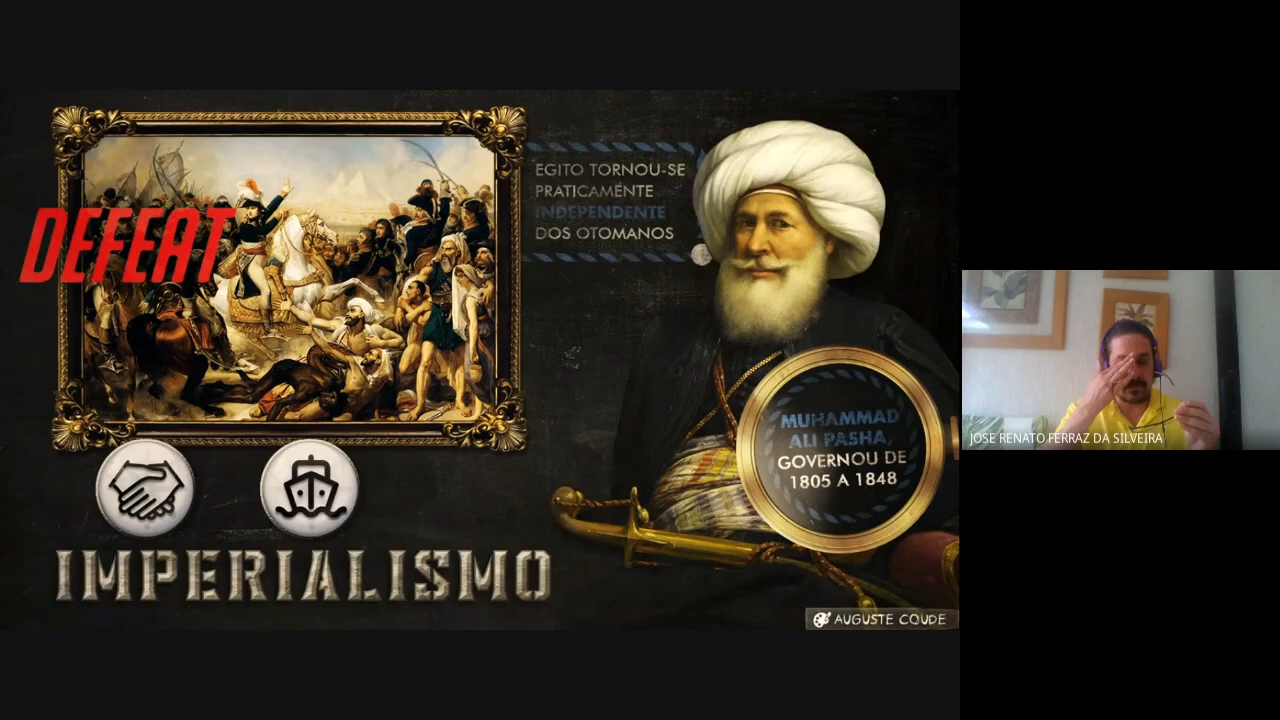 DEFEAT
EGITO TORNOU-SE
PRATICAMENTE
INDEPENDENTE
DOS OTOMANOS
MUHAMMAD
ALI PASHA,
GOVERNOU DE
1805 A 1848
IMPERIALISMO
AUGUSTE COUDE
JOSE RENATO FERRAZ DA SILVEIRA